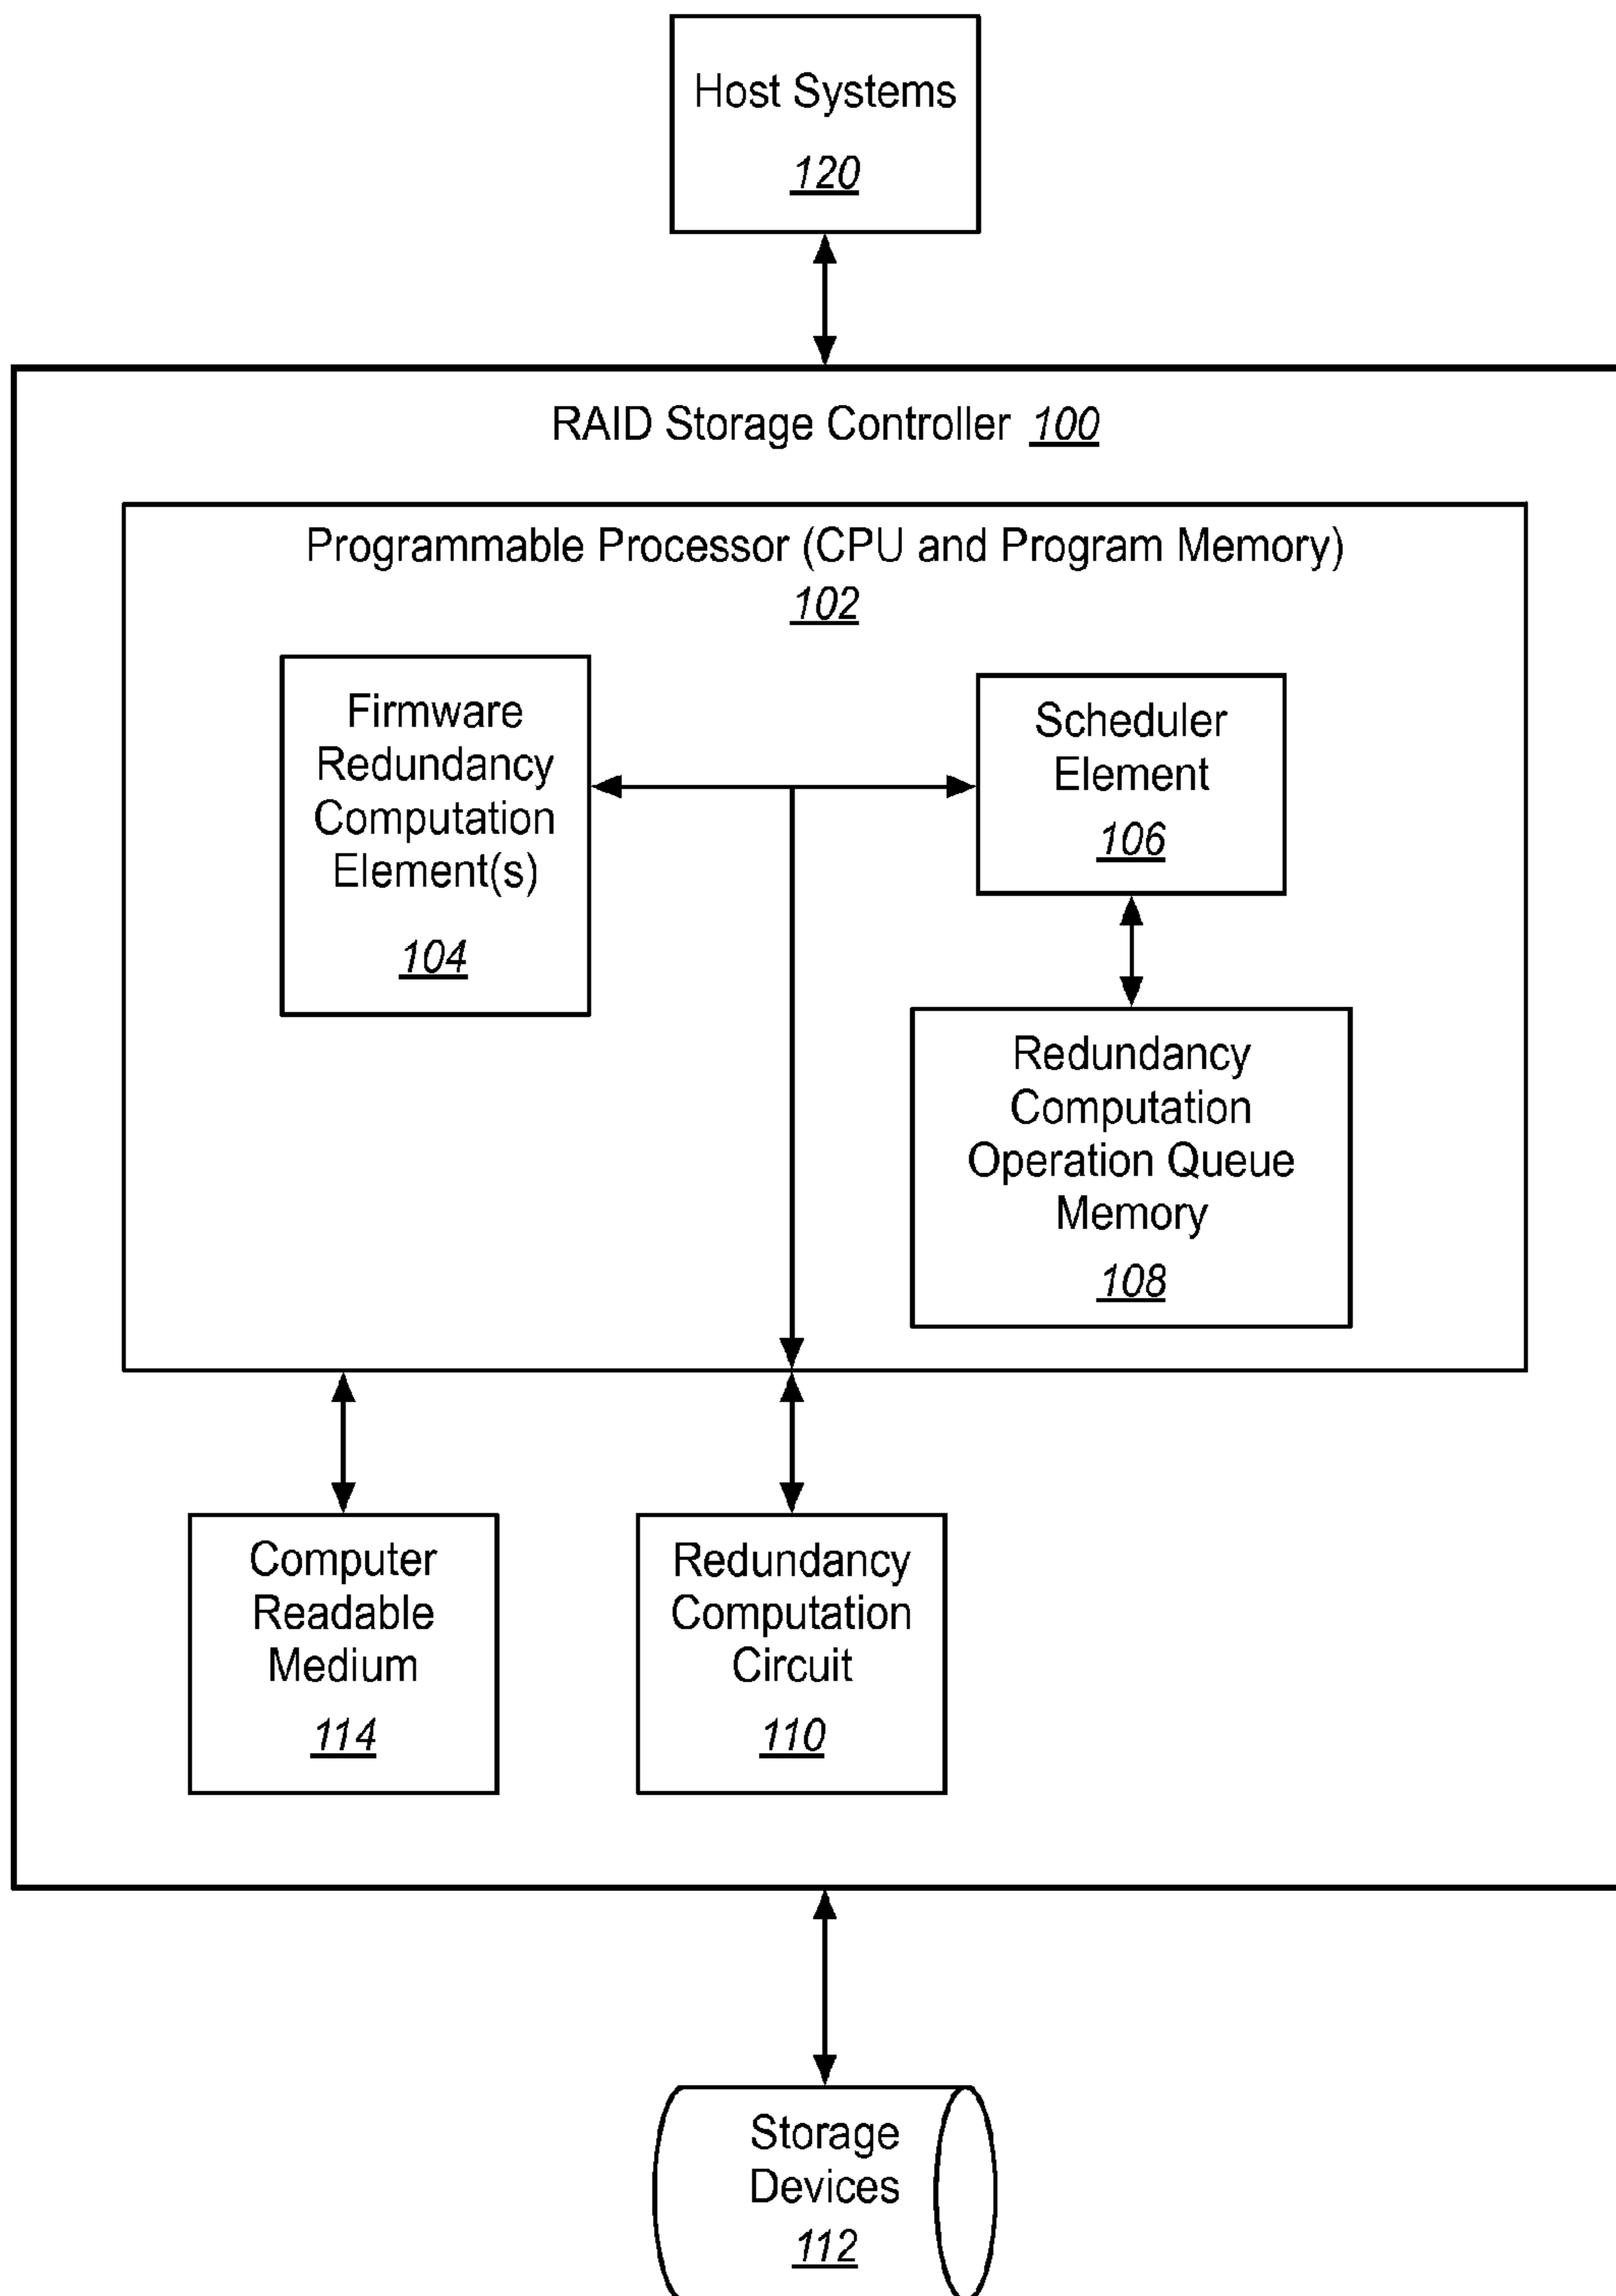 Host Systems
120
RAID Storage Controller 100
Programmable Processor (CPU and Program Memory)
102
Firmware
Redundancy
Computation
Element(s)
104
Scheduler
Element
106
Redundancy
Computation
Operation Queue
Memory
108
Computer
Readable
Medium
114
Redundancy
Computation
Circuit
110
Storage
Devices
112